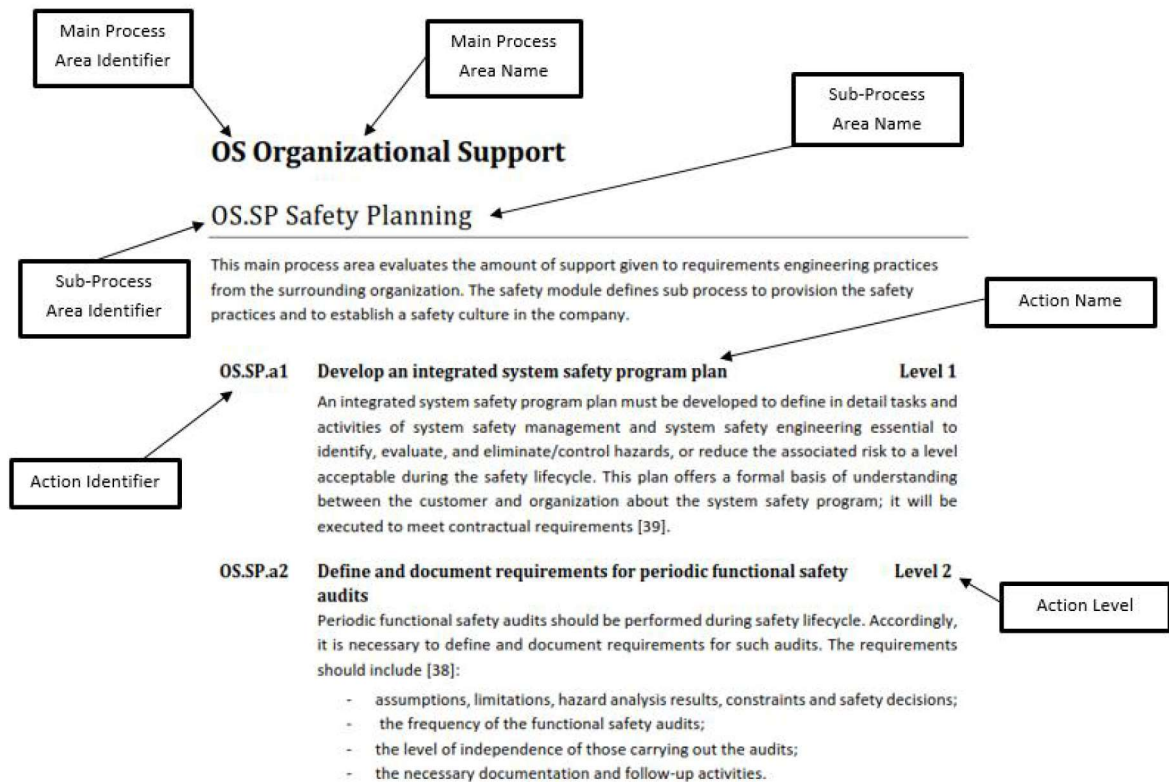 Main Process
Area Identifier
Main Process
Area Name
Sub-Process
Area Name
OS Organizational Support
OS.SP Safety Planning
Sub-Process
Area Identifier
This main process area evaluates the amount of support given to requirements engineering practices
from the surrounding organization. The safety module defines sub process to provision the safety
practices and to establish a safety culture in the company.
Action Name
OS.SP.a1 Develop an integrated system safety program plan Level 1
An integrated system safety program plan must be developed to define in detail tasks and
activities of system safety management and system safety engineering essential to
identify, evaluate, and eliminate/control hazards, or reduce the associated risk to a level
acceptable during the safety lifecycle. This plan offers a formal basis of understanding
between the customer and organization about the system safety program; it will be
executed to meet contractual requirements [39].
Action Identifier
OS.SP.a2 Define and document requirements for periodic functional safety Level 2
audits
Periodic functional safety audits should be performed during safety lifecycle. Accordingly,
it is necessary to define and document requirements for such audits. The requirements
should include [38]:
- assumptions, limitations, hazard analysis results, constraints and safety decisions;
- the frequency of the functional safety audits;
- the level of independence of those carrying out the audits;
- the necessary documentation and follow-up activities.
Action Level